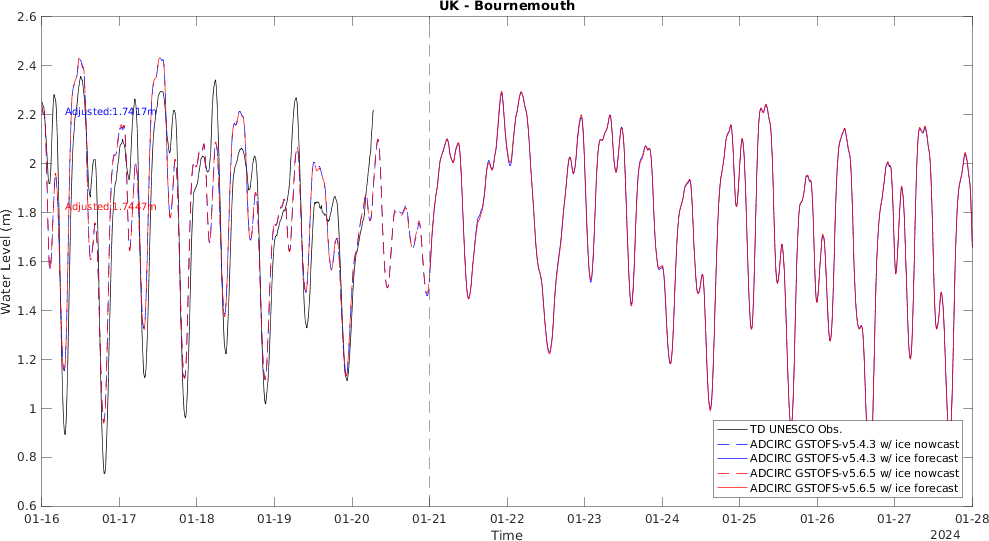 UK - Bournemouth
2.6
2.4
2.2
2
1.8
1.6
1.4
1.2
1
0.8
0.6
Water Level (m)
Adjusted:1.7417m
Adjusted:1.7447m
TD UNESCO Obs.
ADCIRC GSTOFS-v5.4.3 w/ ice nowcast
ADCIRC GSTOFS-v5.4.3 w/ ice forecast
ADCIRC GSTOFS-v5.6.5 w/ ice nowcast
ADCIRC GSTOFS-v5.6.5 w/ ice forecast
01-16 01-17 01-18 01-19 01-20 01-21 01-22 01-23 01-24 01-25 01-26 01-27 01-28
Time
2024